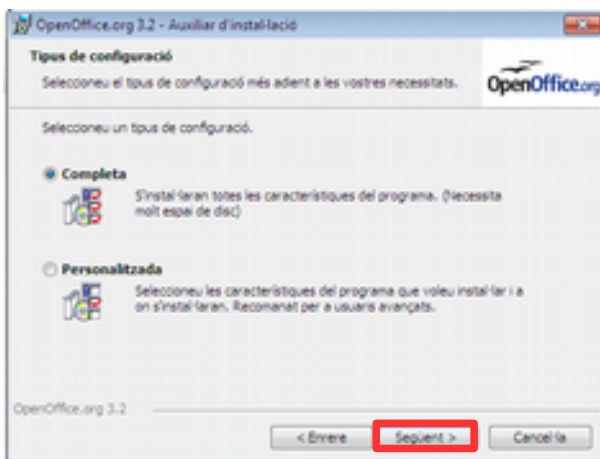 OpenOffice.org 3.2 - Auxiliar d'instal·lació
Tipus de configuració
Seleccioneu el tipus de configuració més adient a les vostres necessitats.
OpenOffice.org
Seleccioneu un tipus de configuració.
Completa
S'instal·laran totes les característiques del programa. (Necessita
molt espai de disc)
Personalitzada
Seleccioneu les característiques del programa que voleu instal·lar i a
on s'instal·laran. Recomanat per a usuaris avançats.
OpenOffice.org 3.2
< Enrere Següent > Cancel·la